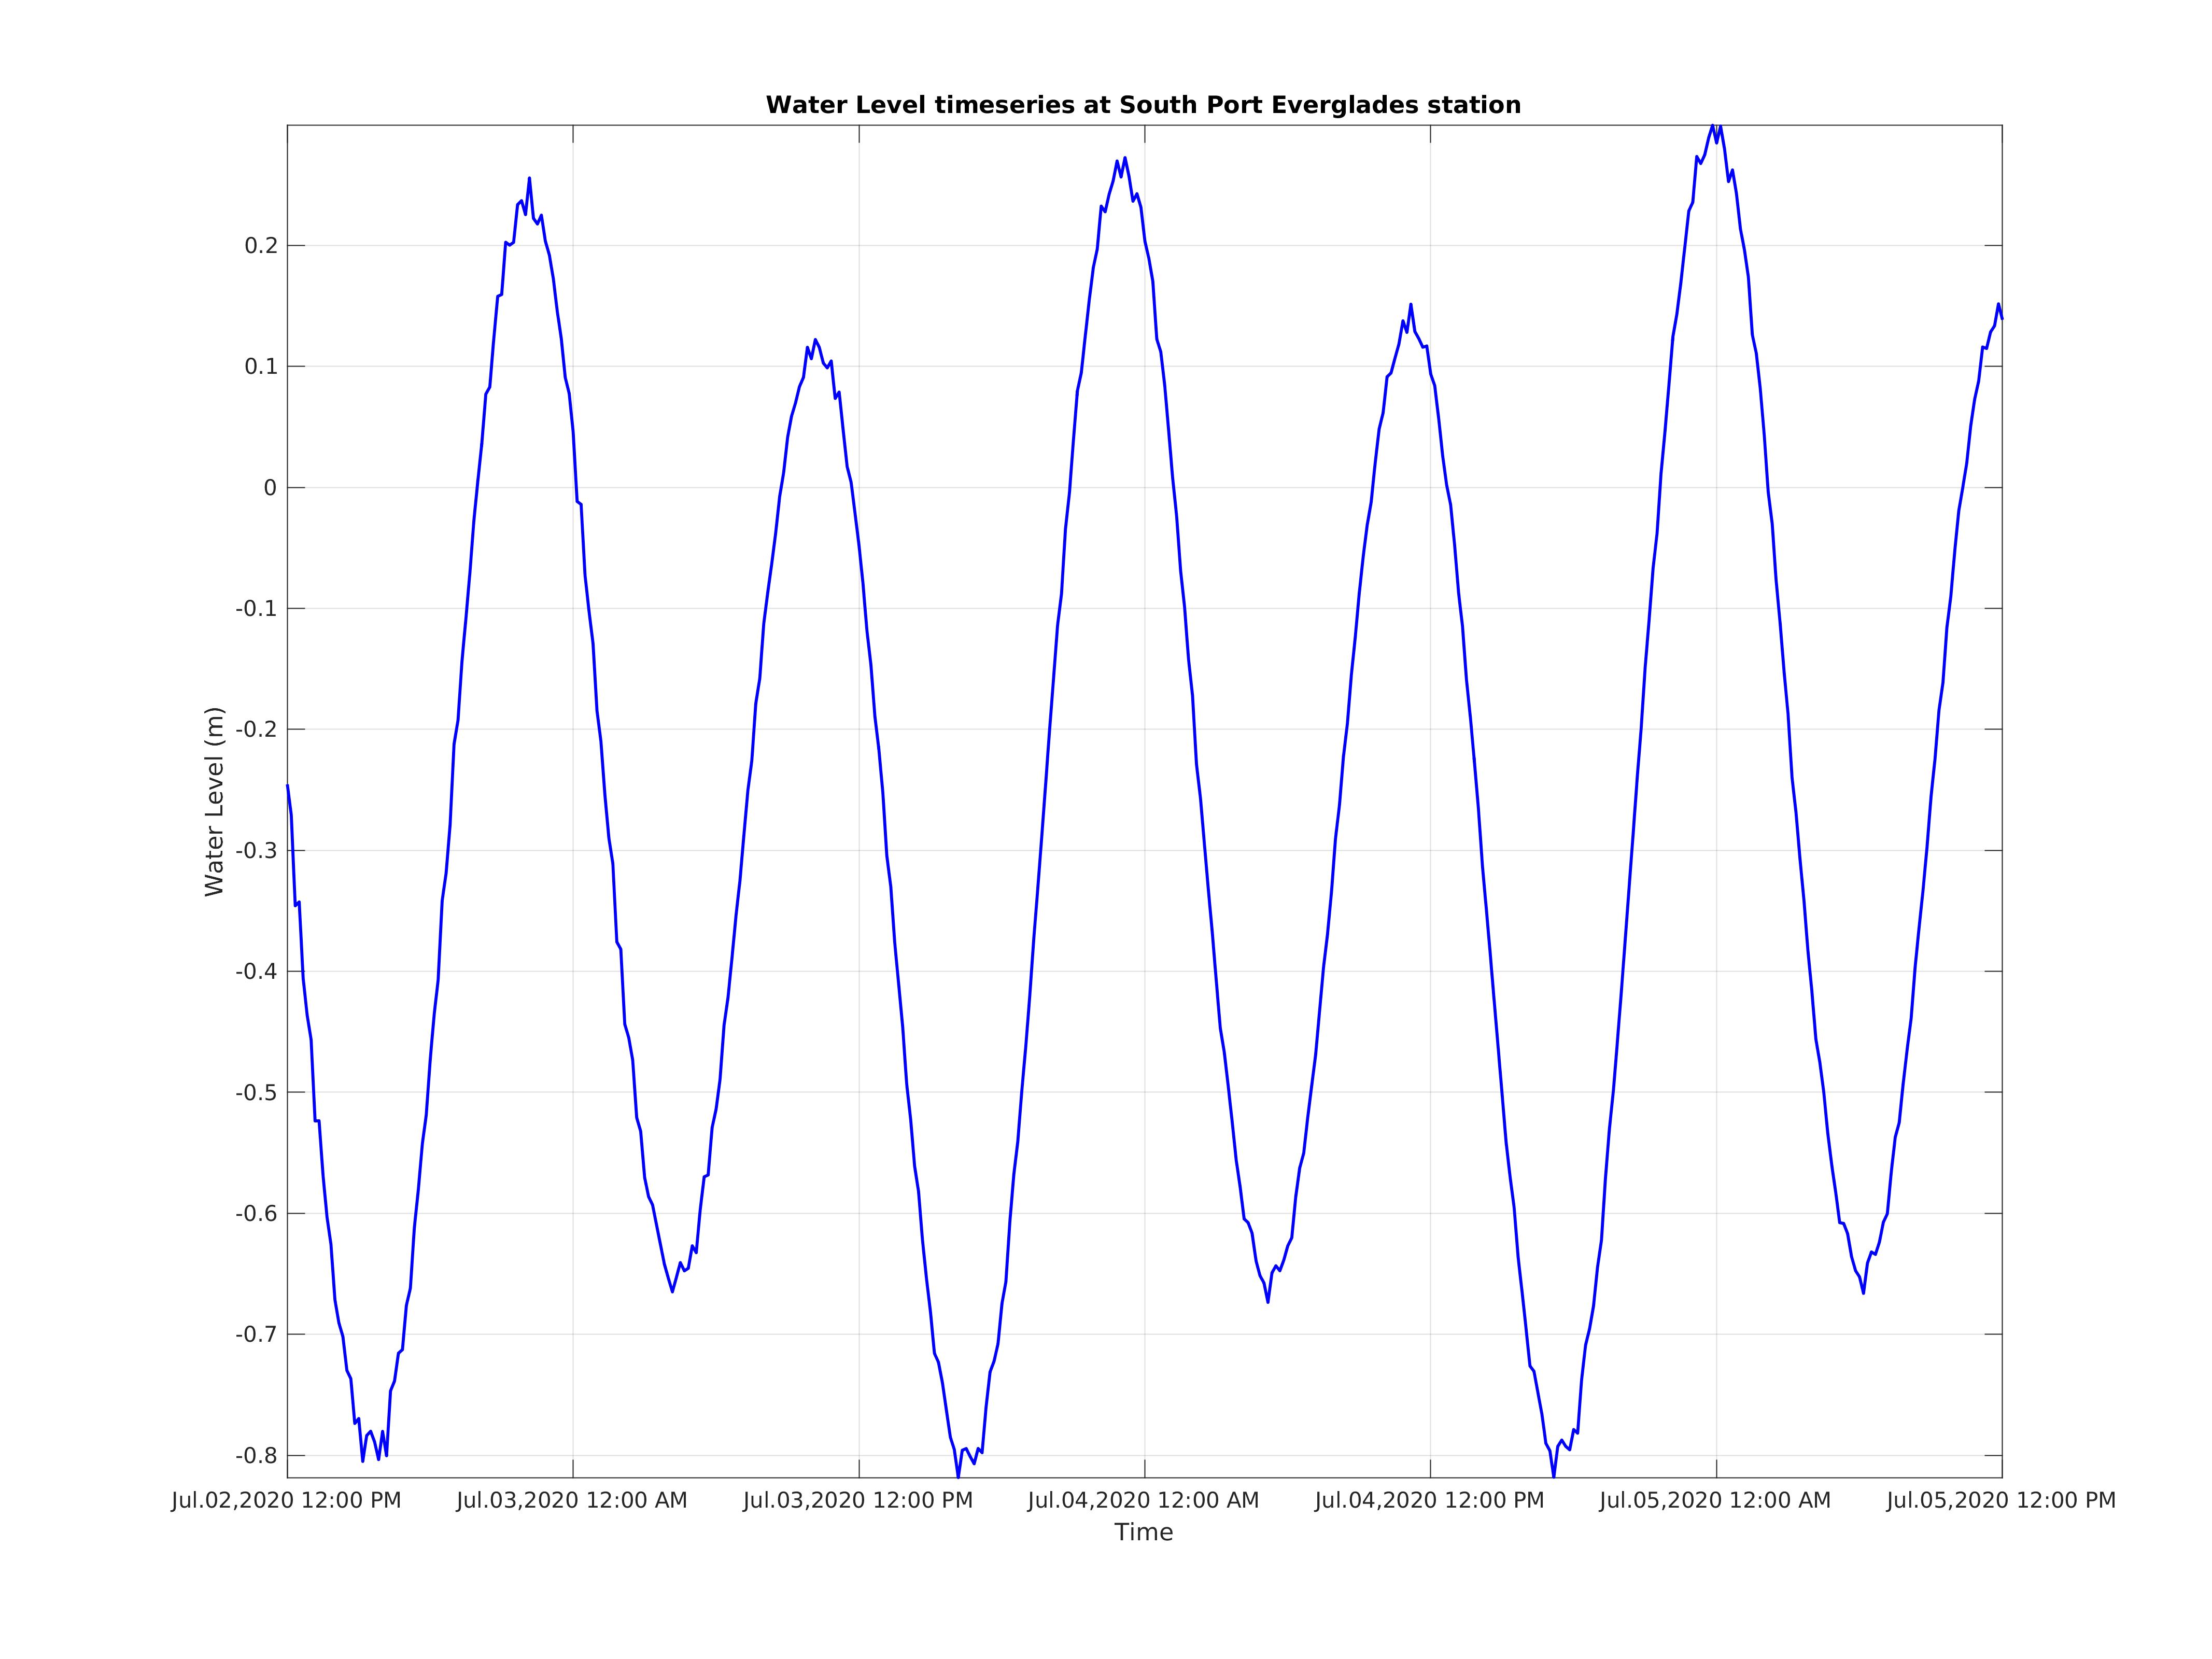 Water Level timeseries at South Port Everglades station
0.2
0.1
0
-0.1
-0.2
-0.3
-0.4
-0.5
-0.6
-0.7
-0.8
Water Level (m)
Jul.02,2020 12:00 PM Jul.03,2020 12:00 AM Jul.03,2020 12:00 PM Jul.04,2020 12:00 AM Jul.04,2020 12:00 PM Jul.05,2020 12:00 AM Jul.05,2020 12:00 PM
Time